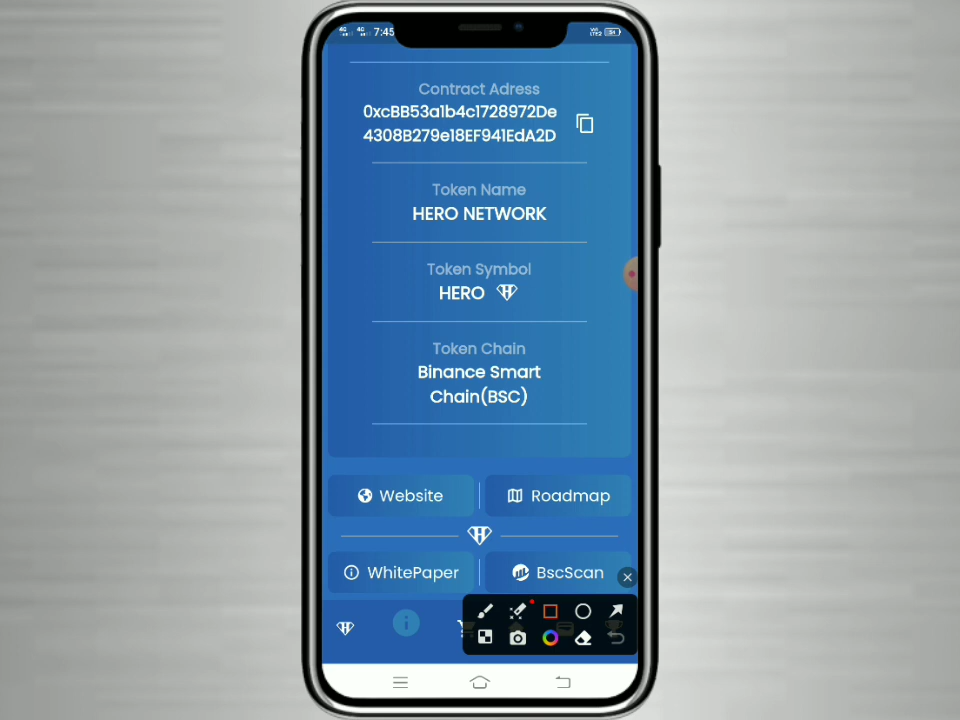 7:45
Contract Adress
0xcBB53a1b4c1728972De
4308B279e18EF941EdA2D
Token Name
HERO NETWORK
Token Symbol
HERO
Token Chain
Binance Smart
Chain(BSC)
Website
Roadmap
WhitePaper
BscScan